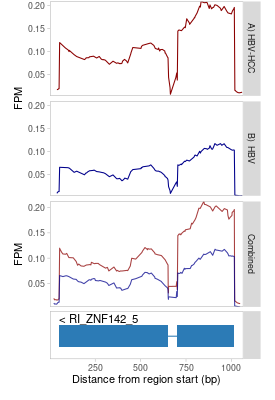 0.20
0.15
0.10
0.05
A) HBV-HCC
FPM
0.20
0.15
0.10
0.05
B) HBV
0.20
0.15
0.10
0.05
Combined
FPM
< RI_ZNF142_5
250
500
750
1000
Distance from region start (bp)